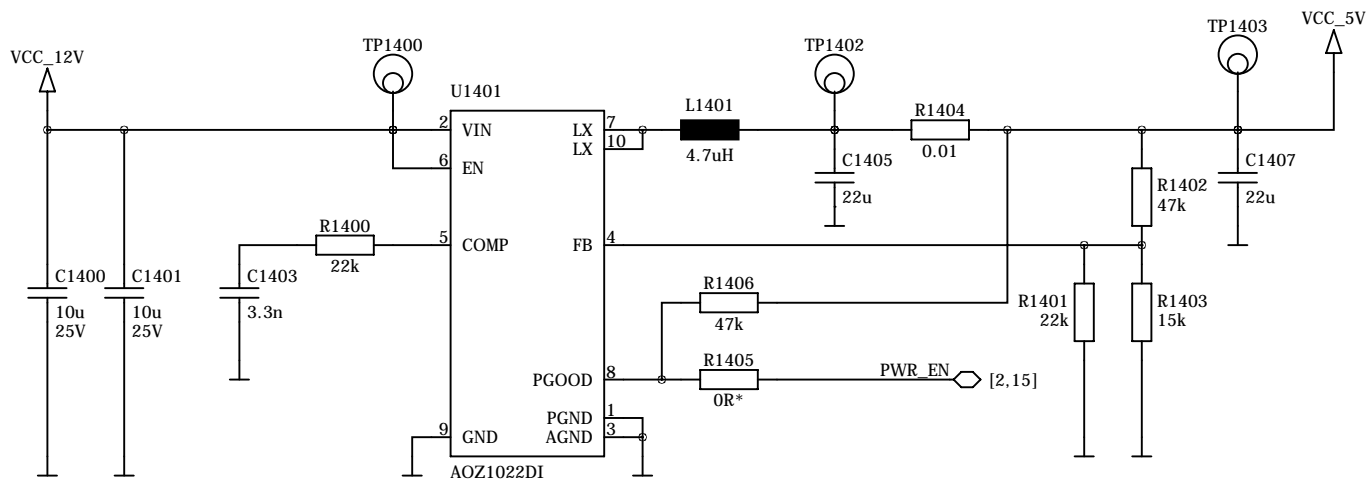 VCC_5V
TP1403
TP1400
TP1402
VCC_12V
U1401
L1401
R1404
2
VIN
LX
7
LX
10
4.7uH
0.01
6
EN
C1405
22u
C1407
22u
R1402
47k
R1400
22k
5
COMP
FB
4
C1400
10u
25V
C1401
10u
25V
C1403
3.3n
R1406
47k
R1401
22k
R1403
15k
R1405
0R*
PGOOD
8
PWR_EN
[2,15]
PGND
1
9
GND
AGND
3
AOZ1022DI